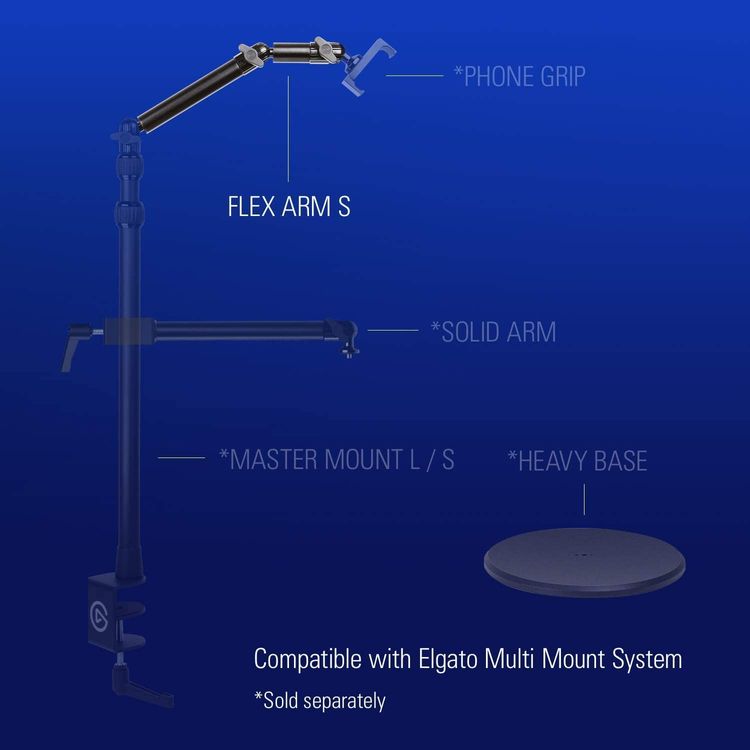 *PHONE GRIP
FLEX ARM S
*SOLID ARM
*MASTER MOUNT L / S
*HEAVY BASE
Compatible with Elgato Multi Mount System
*Sold separately